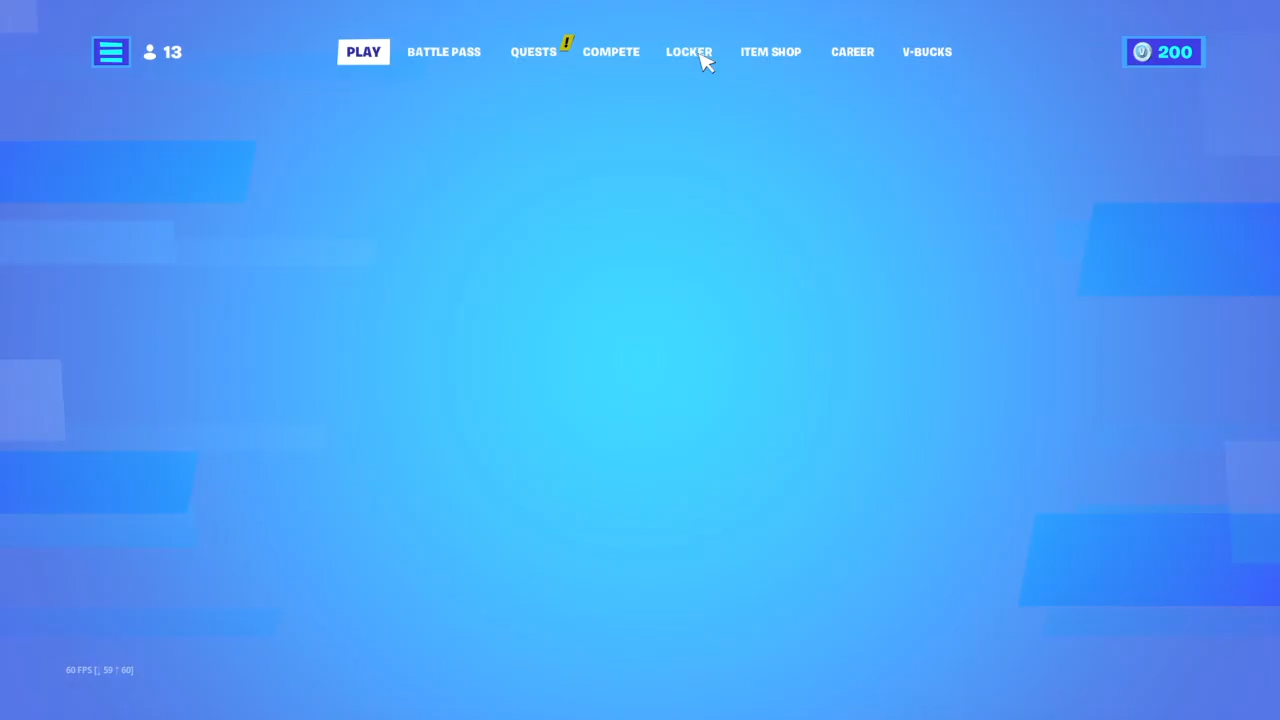 13
PLAY
BATTLE PASS
QUESTS
!
COMPETE
LOCKER
ITEM SHOP
CAREER
V-BUCKS
V
200
60 FPS [↓ 59 ↑ 60]